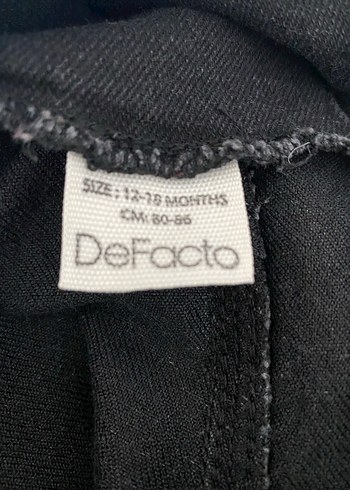 SIZE: 12-18 MONTHS
CM: 80-86
DeFacto